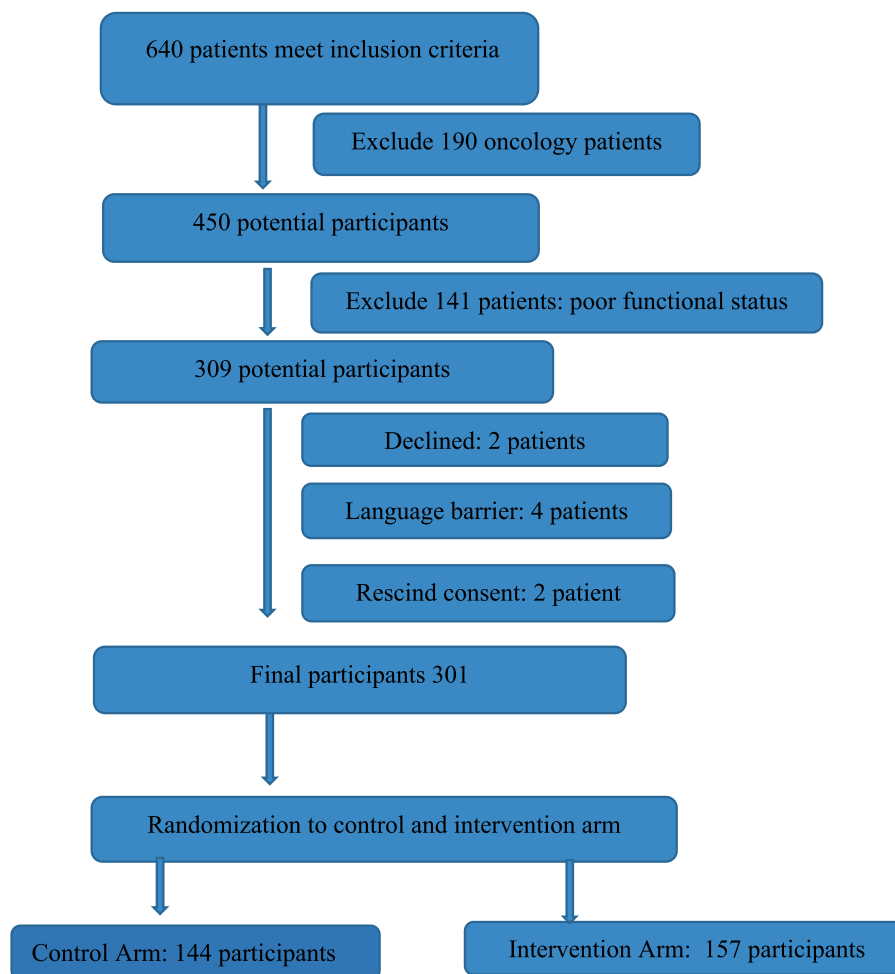 640 patients meet inclusion criteria
Exclude 190 oncology patients
450 potential participants
Exclude 141 patients: poor functional status
309 potential participants
Declined: 2 patients
Language barrier: 4 patients
Rescind consent: 2 patient
Final participants 301
Randomization to control and intervention arm
Control Arm: 144 participants
Intervention Arm: 157 participants